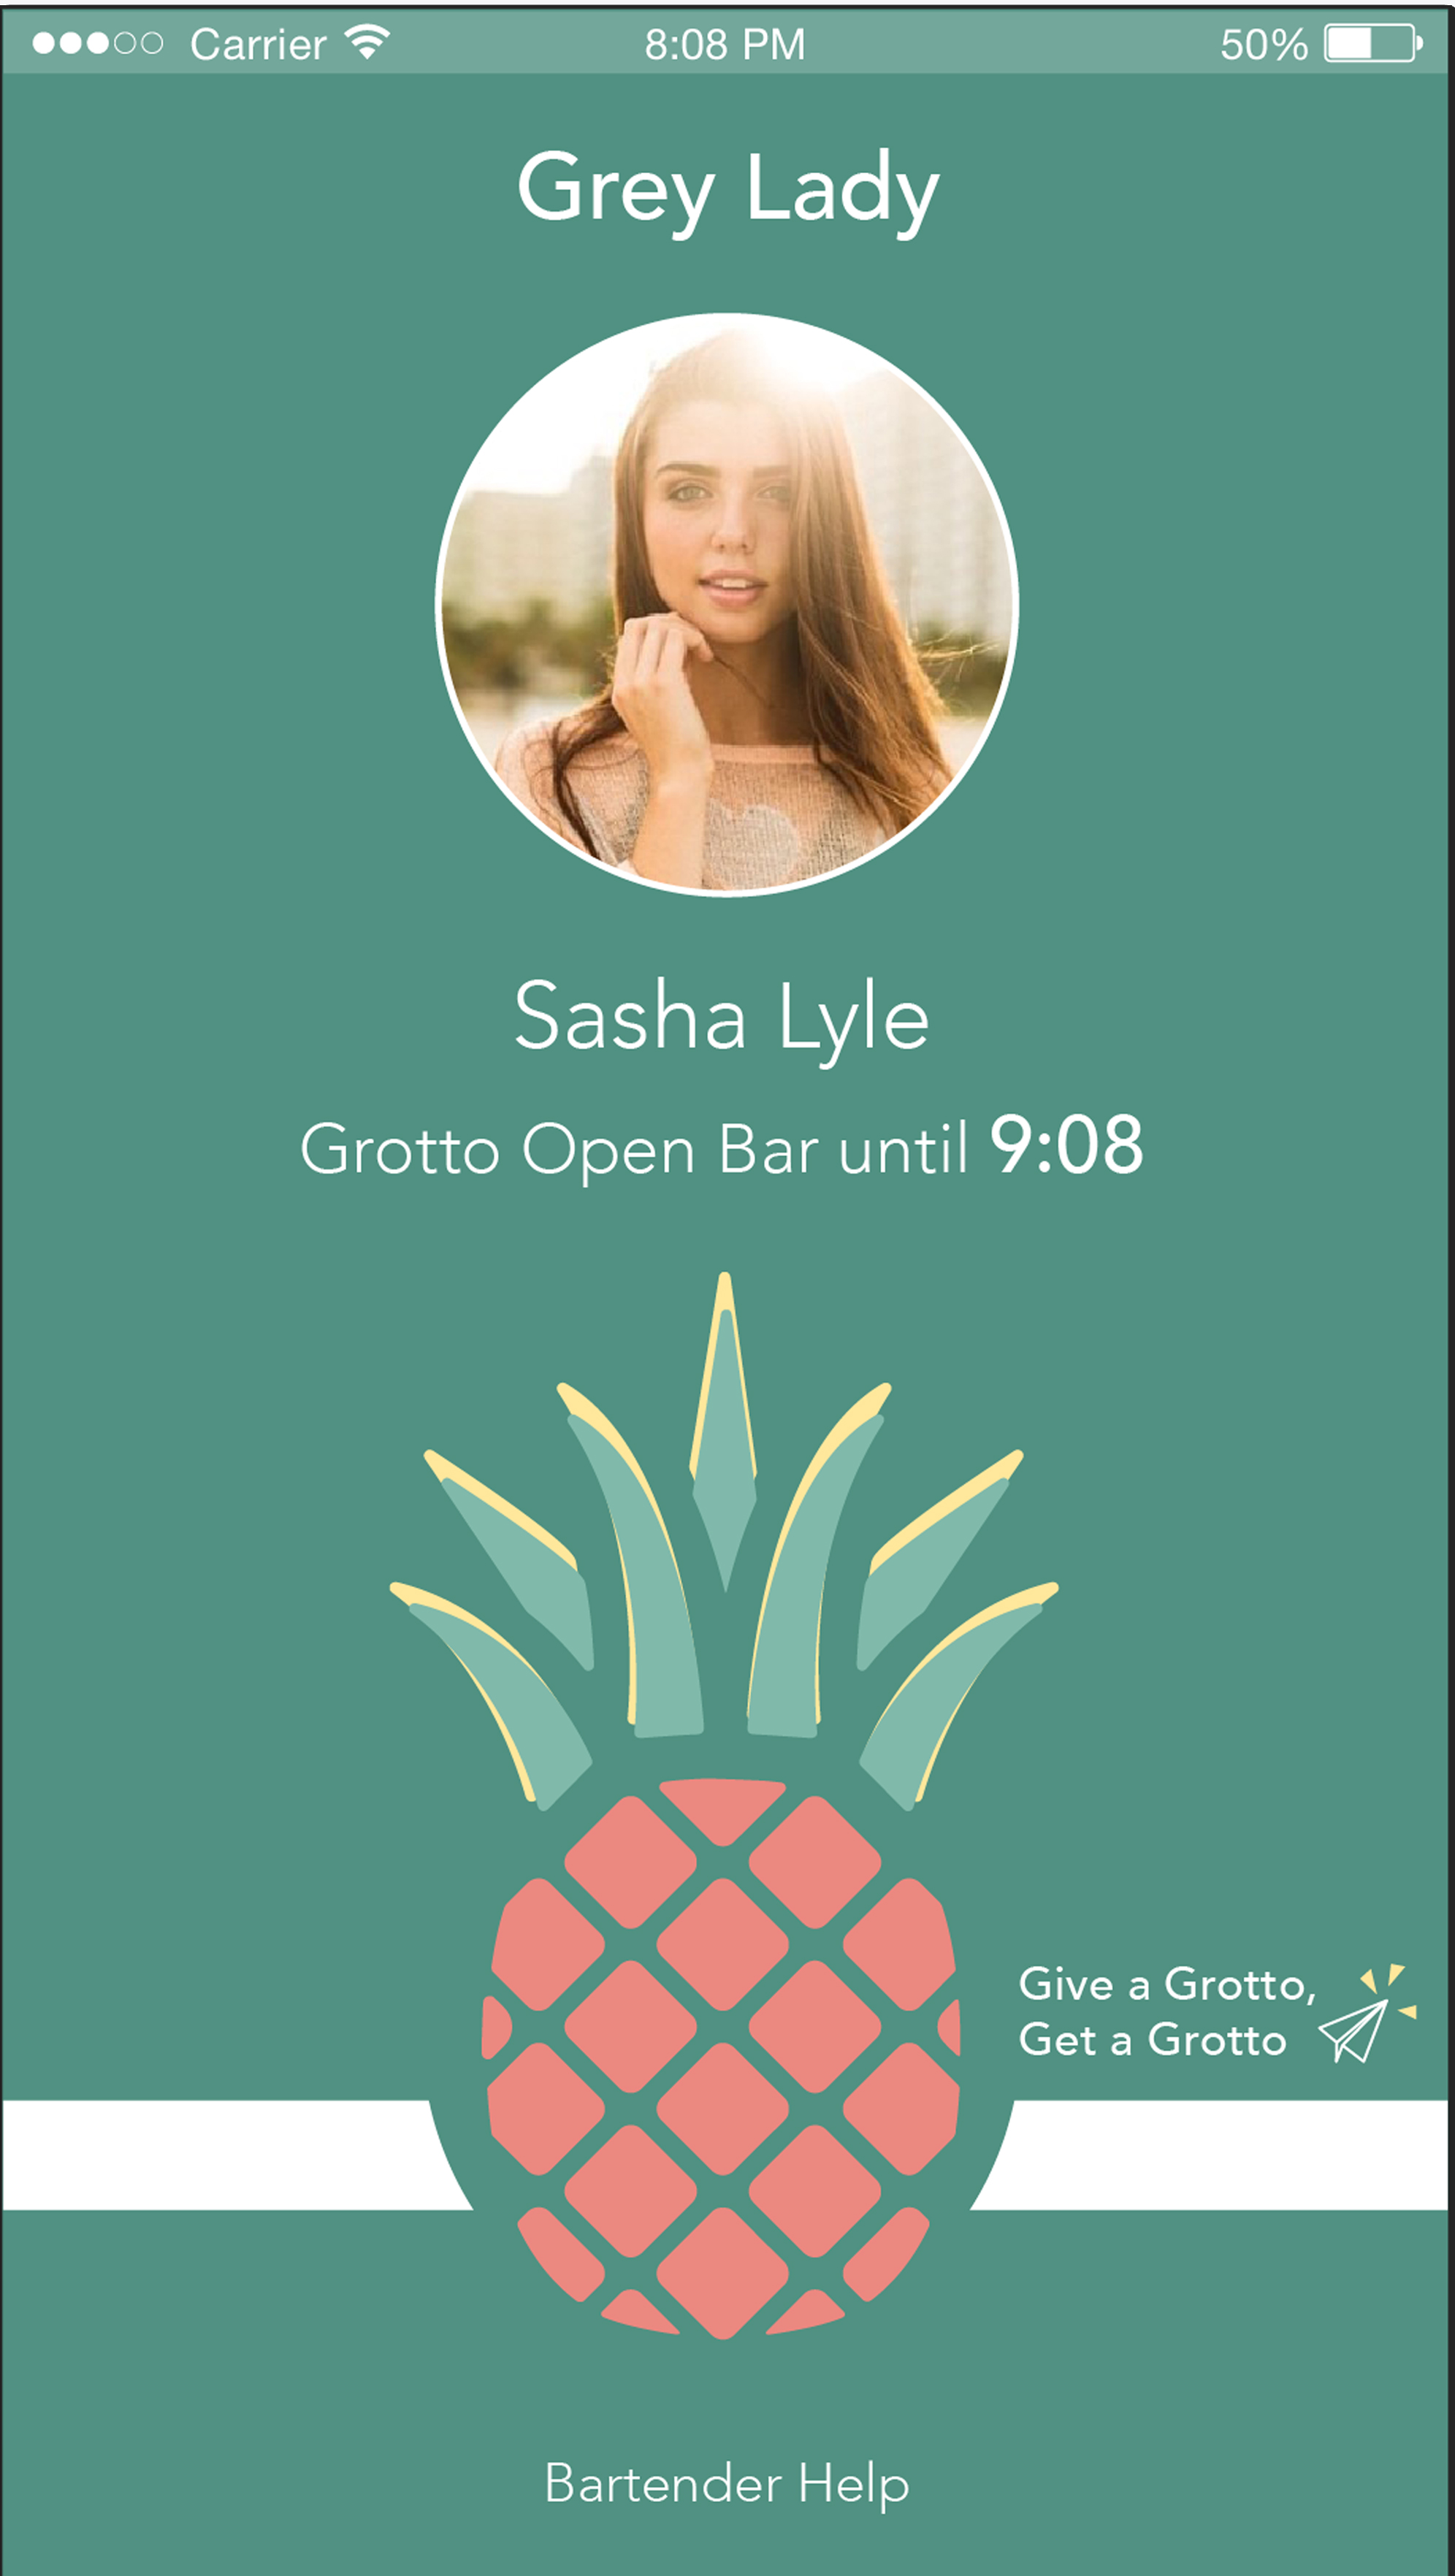 Carrier 8:08 PM 50%
Grey Lady
Sasha Lyle
Grotto Open Bar until 9:08
Give a Grotto,
Get a Grotto
Bartender Help